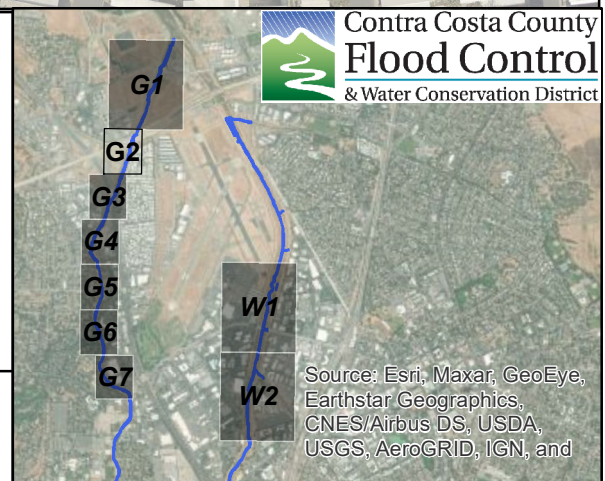 Contra Costa County
Flood Control
& Water Conservation District
G1
G2
G3
G4
G5
G6
G7
W1
W2
Source: Esri, Maxar, GeoEye,
Earthstar Geographics,
CNES/Airbus DS, USDA,
USGS, AeroGRID, IGN, and